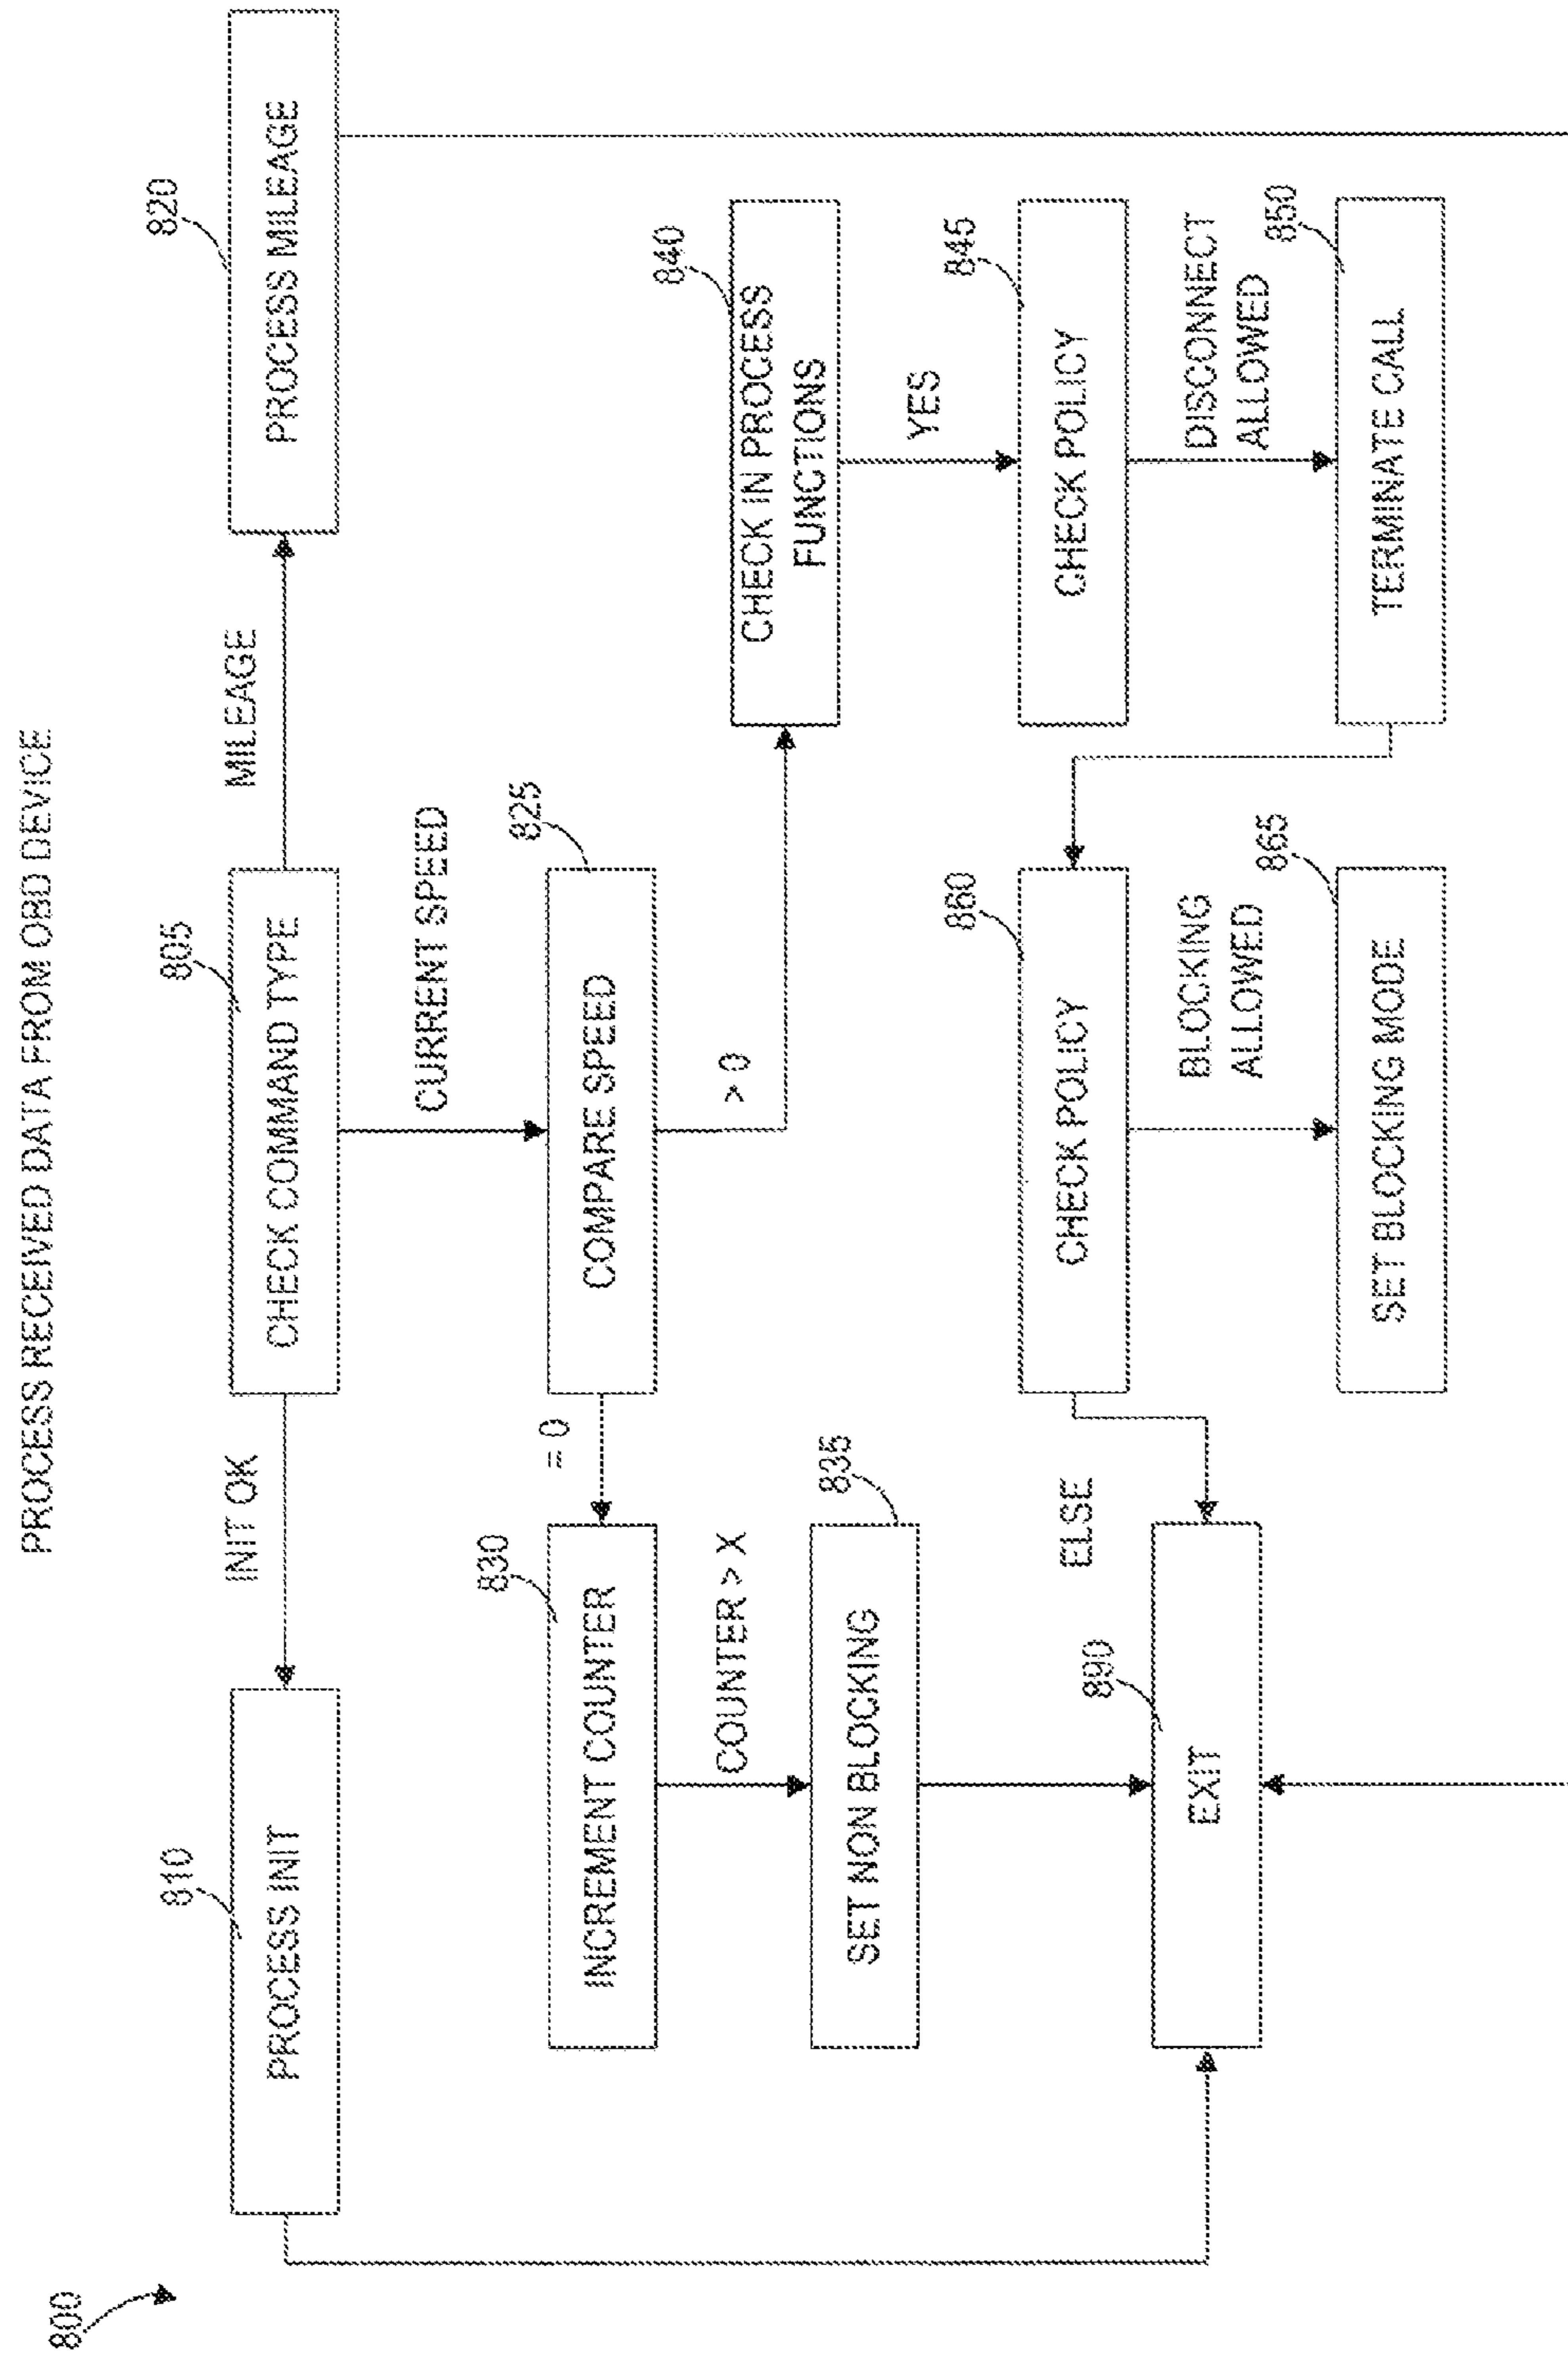 PROCESS RECEIVED DATA FROM OBD DEVICE
800
810
PROCESS INIT
INIT OK
805
CHECK COMMAND TYPE
MILEAGE
820
PROCESS MILEAGE
CURRENT SPEED
830
INCREMENT COUNTER
= 0
825
COMPARE SPEED
> 0
COUNTER > X
835
SET NON BLOCKING
840
CHECK IN PROCESS
FUNCTIONS
YES
845
CHECK POLICY
860
CHECK POLICY
ELSE
890
EXIT
BLOCKING
ALLOWED
DISCONNECT
ALLOWED
865
SET BLOCKING MODE
850
TERMINATE CALL